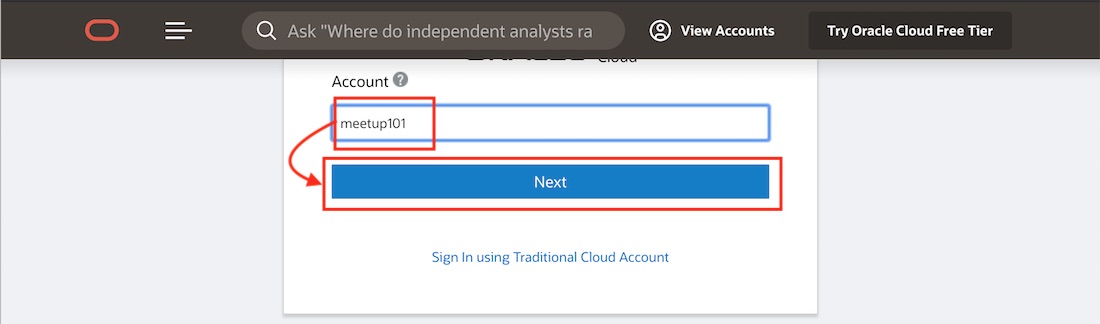 Ask "Where do independent analysts ra
View Accounts
Try Oracle Cloud Free Tier
Cloud
Account ?
meetup101
Next
Sign In using Traditional Cloud Account